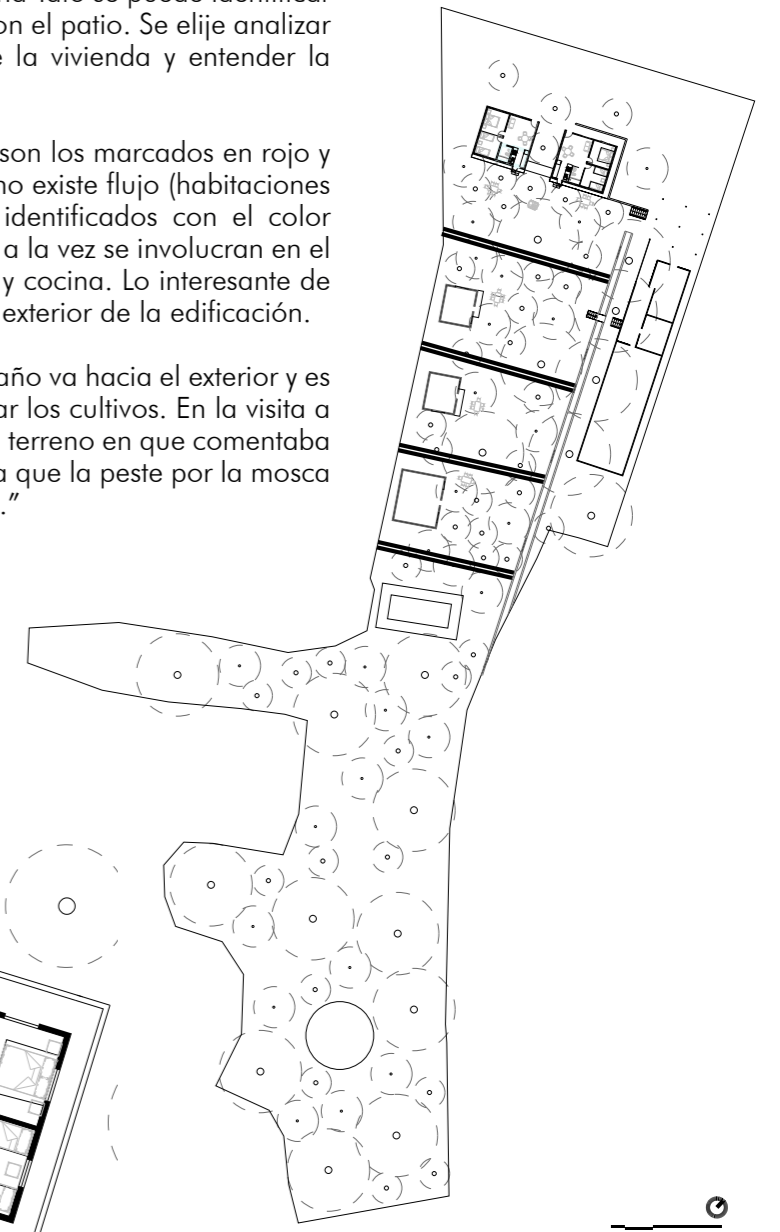 se puede identificar
on el patio. Se elije analizar
la vivienda y entender la
son los marcados en rojo y
no existe flujo (habitaciones
identificados con el color
a la vez se involucran en el
y cocina. Lo interesante de
exterior de la edificación.
año va hacia el exterior y es
ar los cultivos. En la visita a
terreno en que comentaba
a que la peste por la mosca
.”